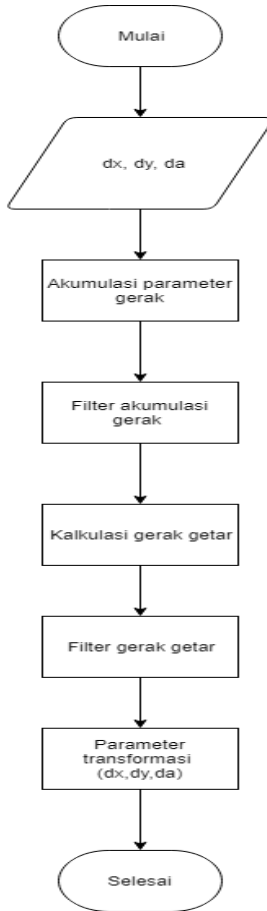 Mulai
dx, dy, da
Akumulasi parameter
gerak
Filter akumulasi
gerak
Kalkulasi gerak getar
Filter gerak getar
Parameter
transformasi
(dx,dy,da)
Selesai